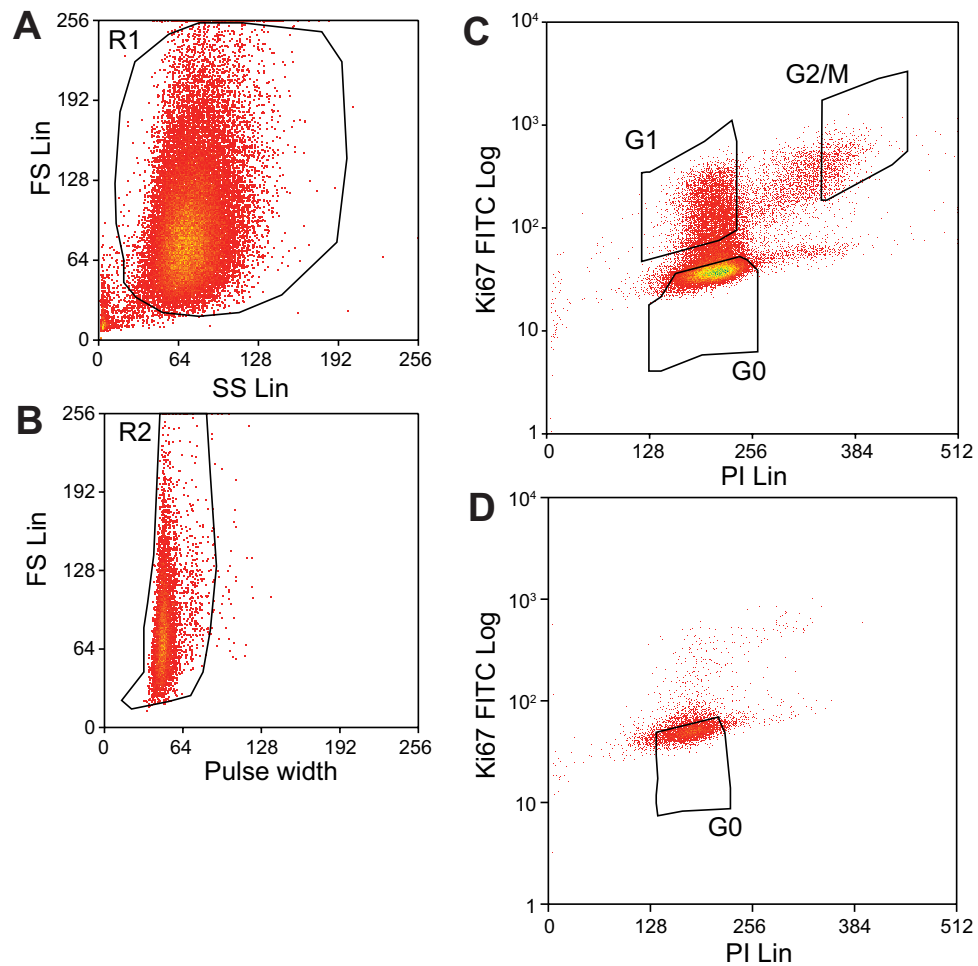 A
R1
FS Lin
256
192
128
64
0
0
64
128
192
256
SS Lin
B
R2
FS Lin
256
192
128
64
0
0
64
128
192
256
Pulse width
C
G2/M
G1
G0
Ki67 FITC Log
10⁴
10³
10²
10
1
0
128
256
384
512
PI Lin
D
G0
Ki67 FITC Log
10⁴
10³
10²
10
1
0
128
256
384
512
PI Lin